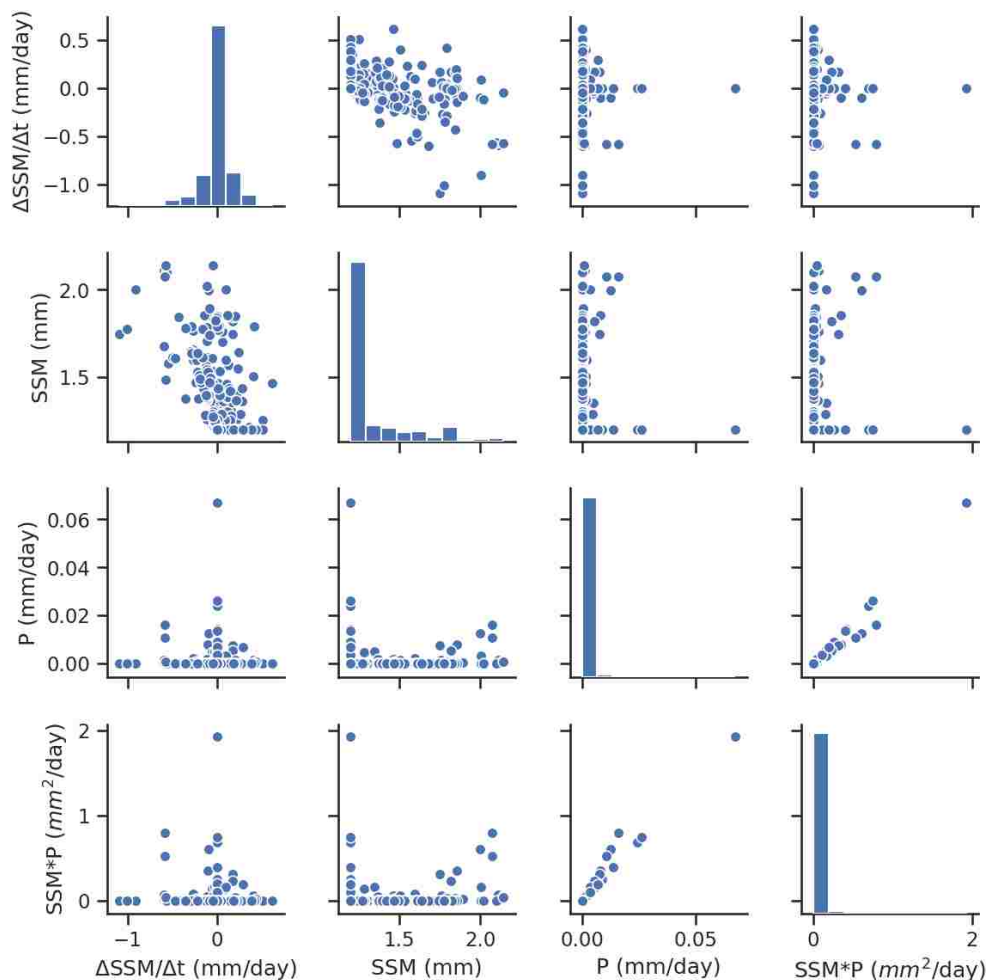 ΔSSM/Δt (mm/day)
0.5
0.0
−0.5
−1.0
SSM (mm)
2.0
1.5
P (mm/day)
0.06
0.04
0.02
0.00
SSM*P (mm²/day)
2
1
0
−1 0 1.5 2.0 0.00 0.05 0 2
ΔSSM/Δt (mm/day) SSM (mm) P (mm/day) SSM*P (mm²/day)